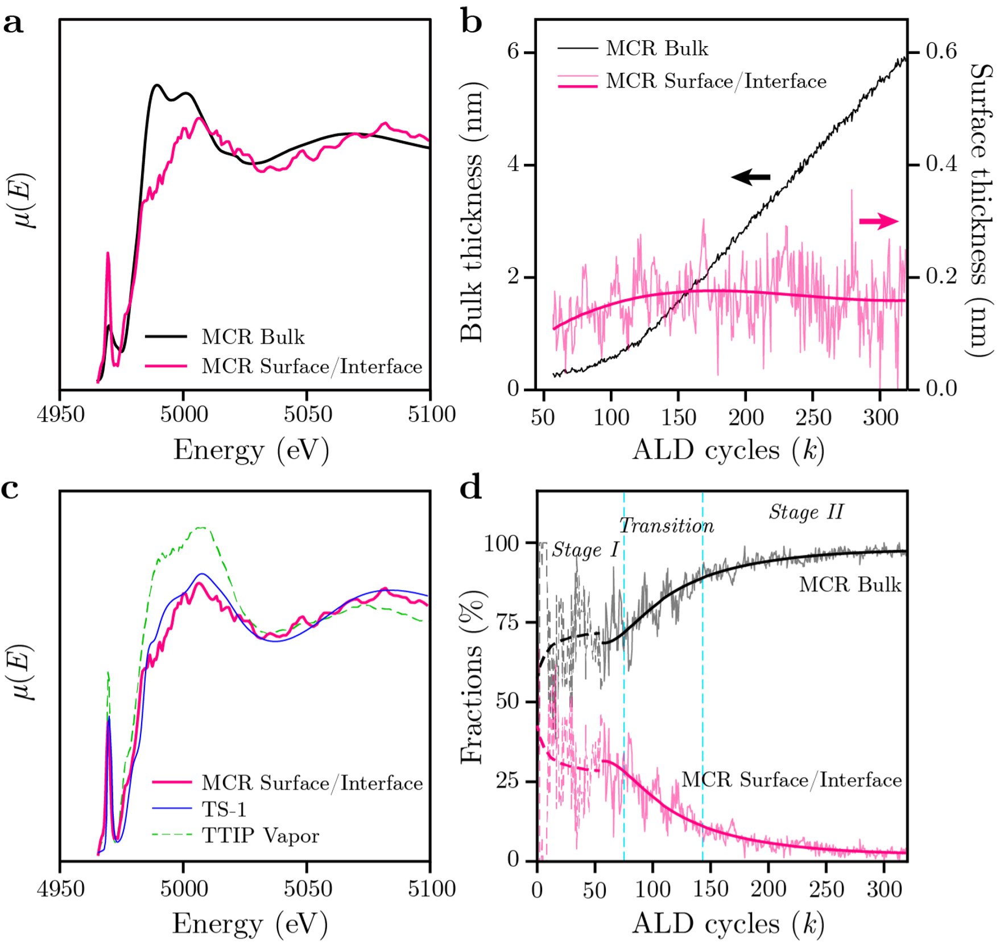 a
μ(E)
MCR Bulk
MCR Surface/Interface
4950 5000 5050 5100
Energy (eV)
b
Bulk thickness (nm)
6
4
2
0
MCR Bulk
MCR Surface/Interface
0.6
0.4
0.2
0.0
Surface thickness (nm)
50 100 150 200 250 300
ALD cycles (k)
c
μ(E)
MCR Surface/Interface
TS-1
TTIP Vapor
4950 5000 5050 5100
Energy (eV)
d
Fractions (%)
100
75
50
25
0
Stage I
Transition
Stage II
MCR Bulk
MCR Surface/Interface
0 50 100 150 200 250 300
ALD cycles (k)